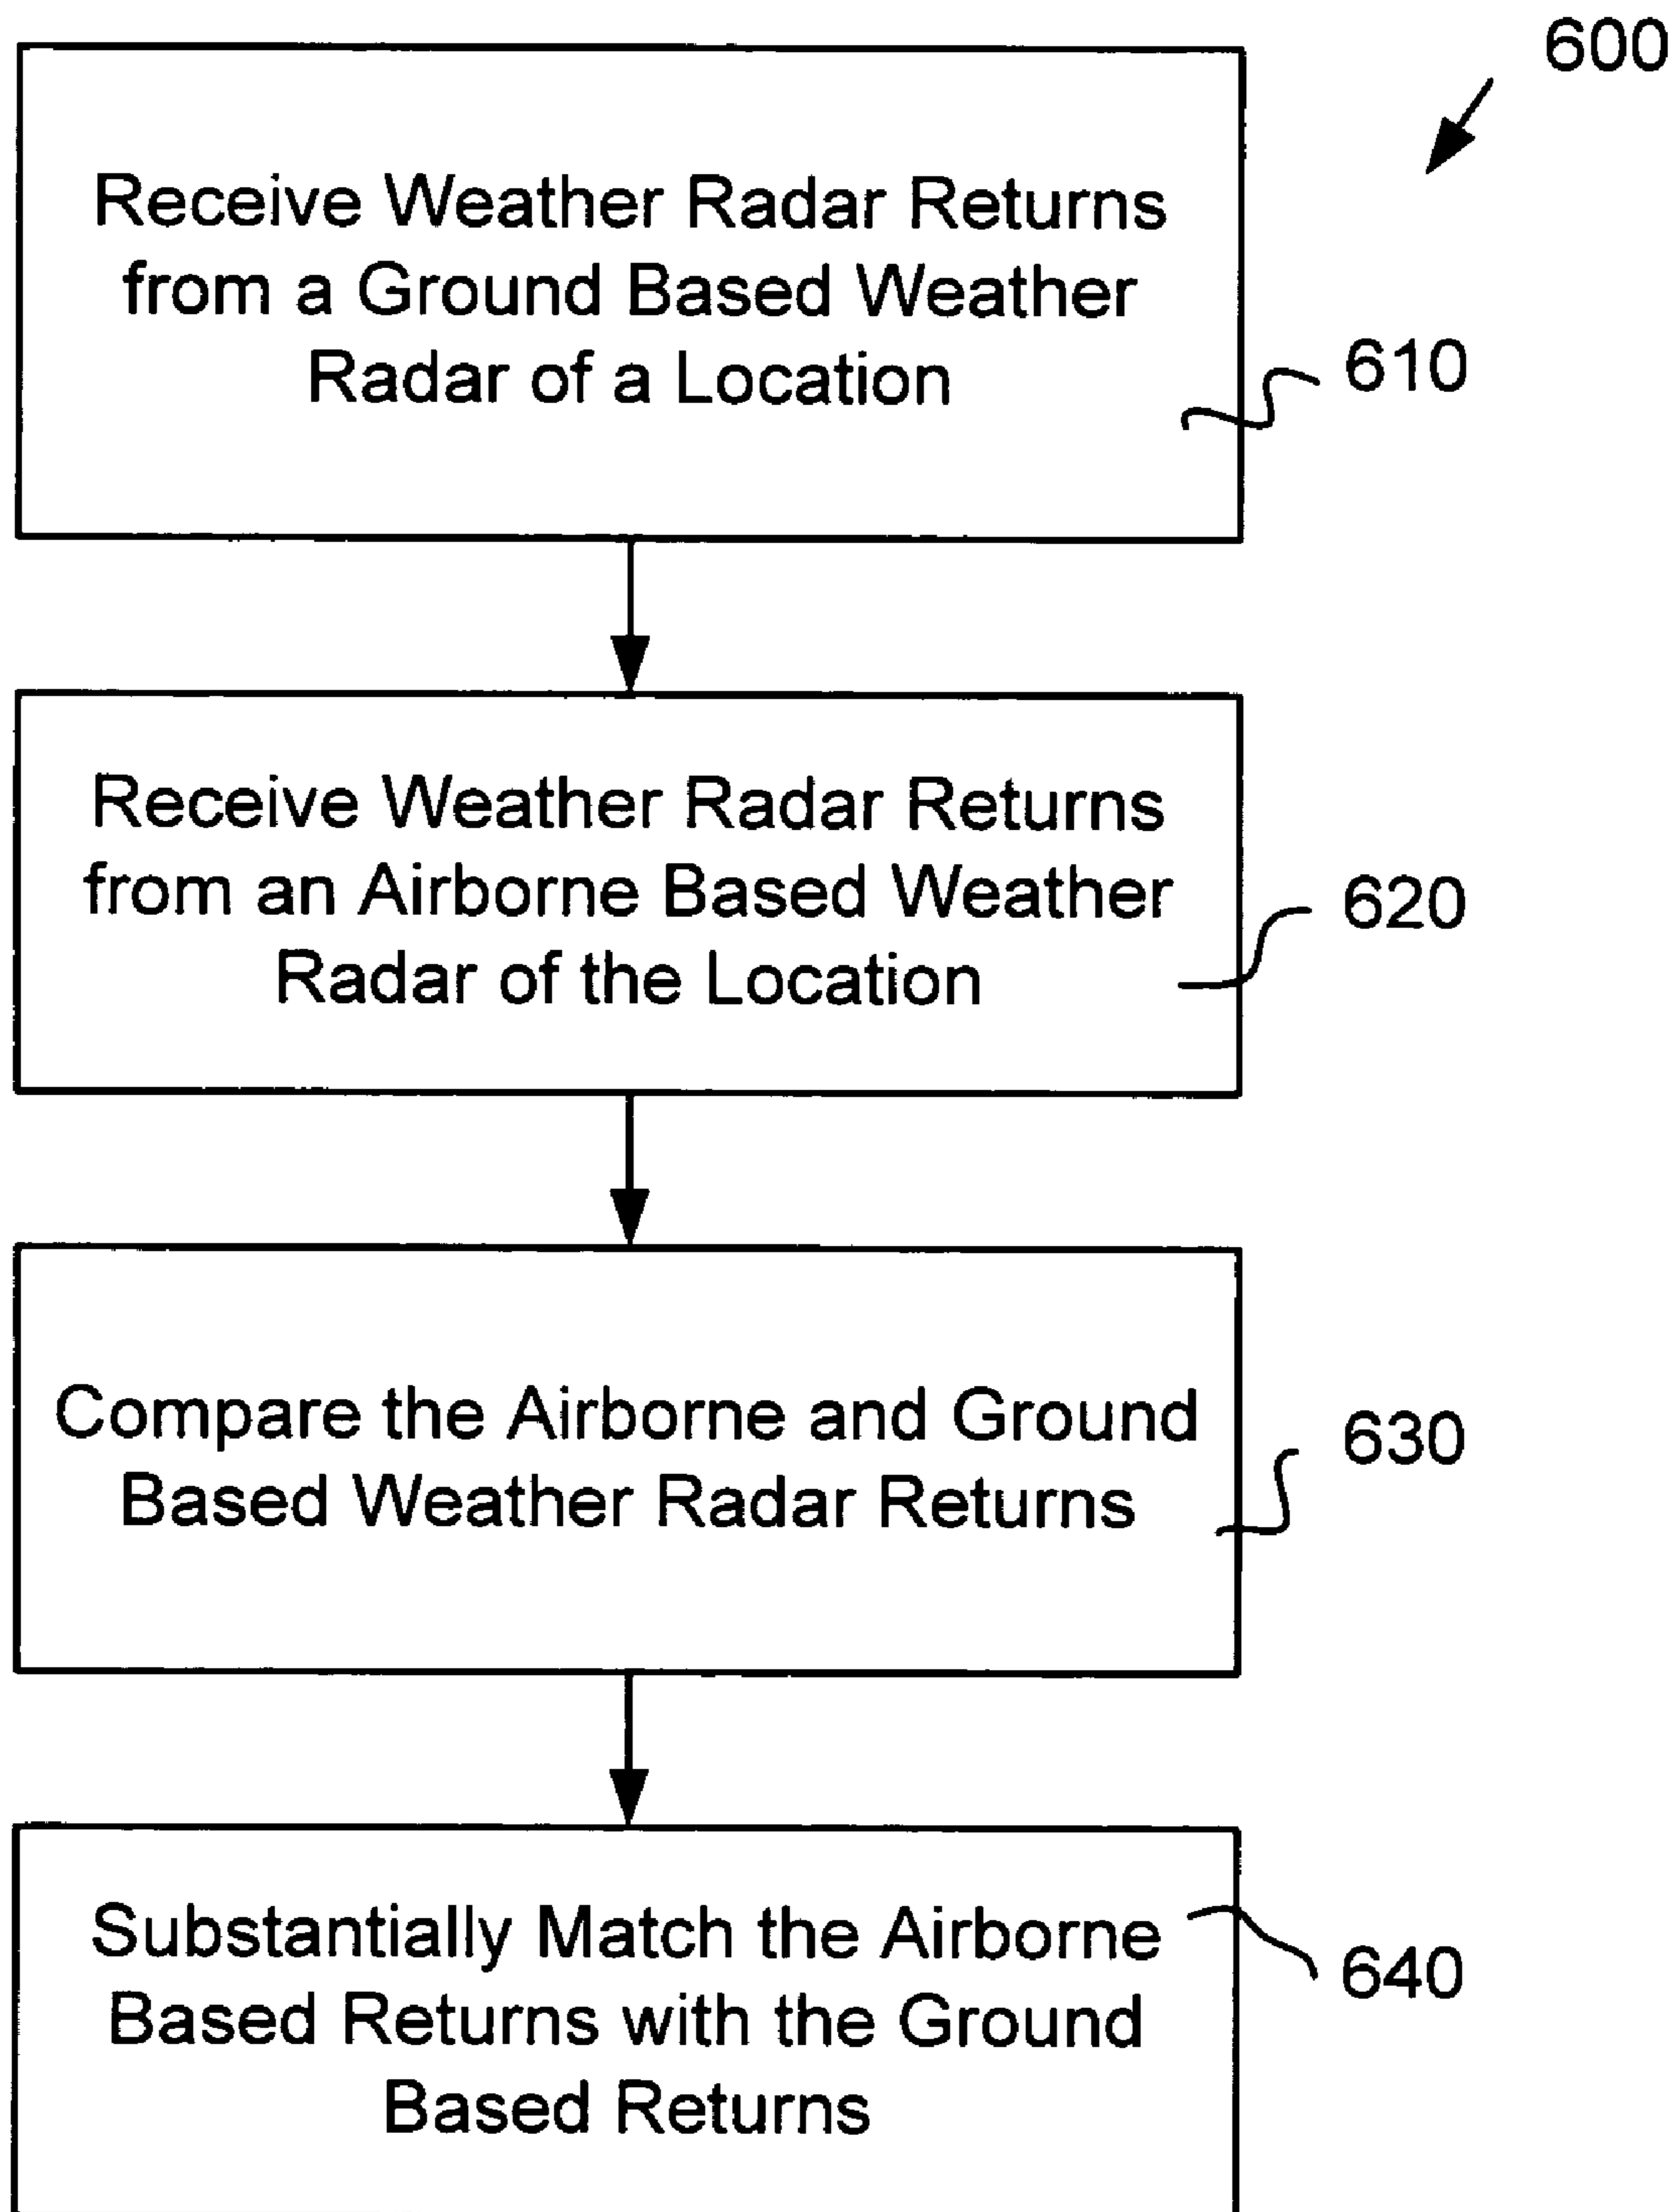 600
Receive Weather Radar Returns
from a Ground Based Weather
Radar of a Location
610
Receive Weather Radar Returns
from an Airborne Based Weather
Radar of the Location
620
Compare the Airborne and Ground
Based Weather Radar Returns
630
Substantially Match the Airborne
Based Returns with the Ground
Based Returns
640